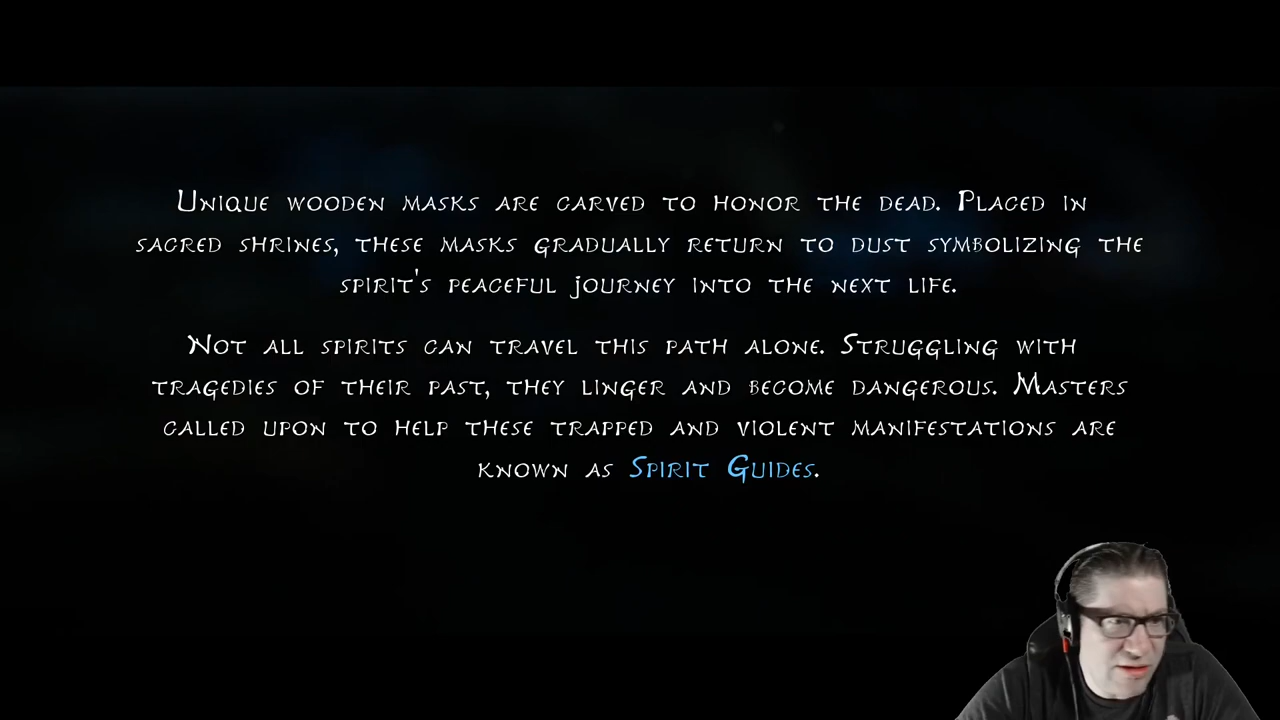 Unique wooden masks are carved to honor the dead. Placed in
sacred shrines, these masks gradually return to dust symbolizing the
spirit's peaceful journey into the next life.
Not all spirits can travel this path alone. Struggling with
tragedies of their past, they linger and become dangerous. Masters
called upon to help these trapped and violent manifestations are
known as Spirit Guides.